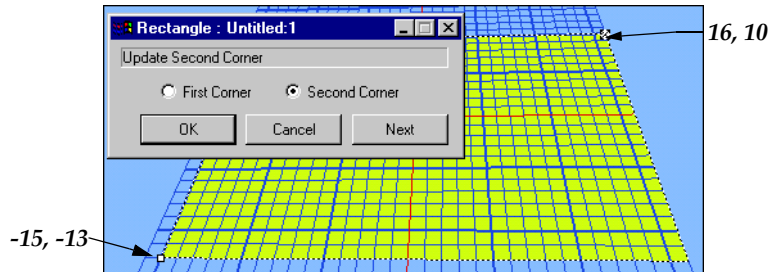 Rectangle : Untitled:1
16, 10
Update Second Corner
First Corner Second Corner
OK Cancel Next
-15, -13